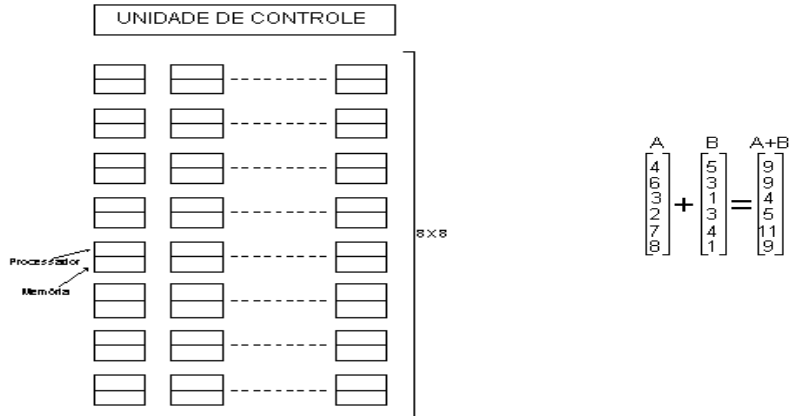 UNIDADE DE CONTROLE
Processador
Memória
8X8
A B A+B
4 5 9
6 3 9
+ =
3 1 4
2 3 5
7 4 11
8 1 9